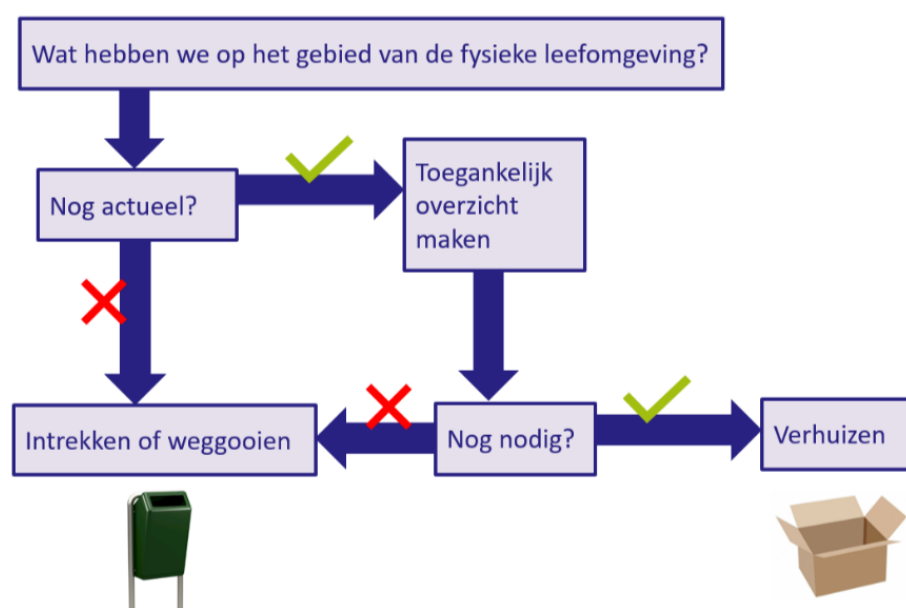 Wat hebben we op het gebied van de fysieke leefomgeving?
Nog actueel?
Toegankelijk
overzicht
maken
Intrekken of weggooien
Nog nodig?
Verhuizen